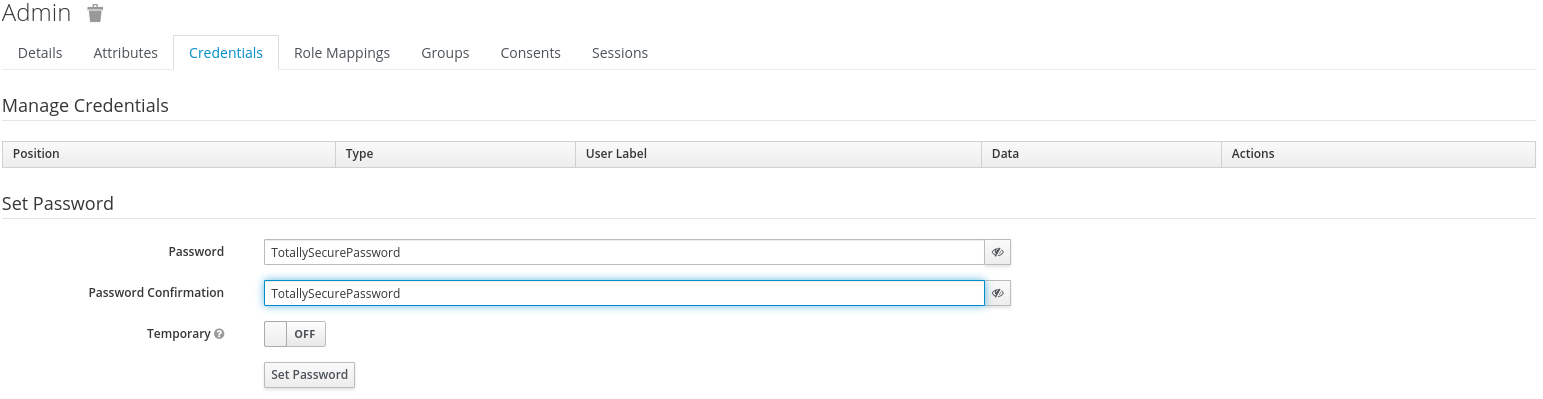 Admin
Details Attributes Credentials Role Mappings Groups Consents Sessions
Manage Credentials
Position Type User Label Data Actions
Set Password
Password TotallySecurePassword
Password Confirmation TotallySecurePassword
Temporary ? OFF
Set Password